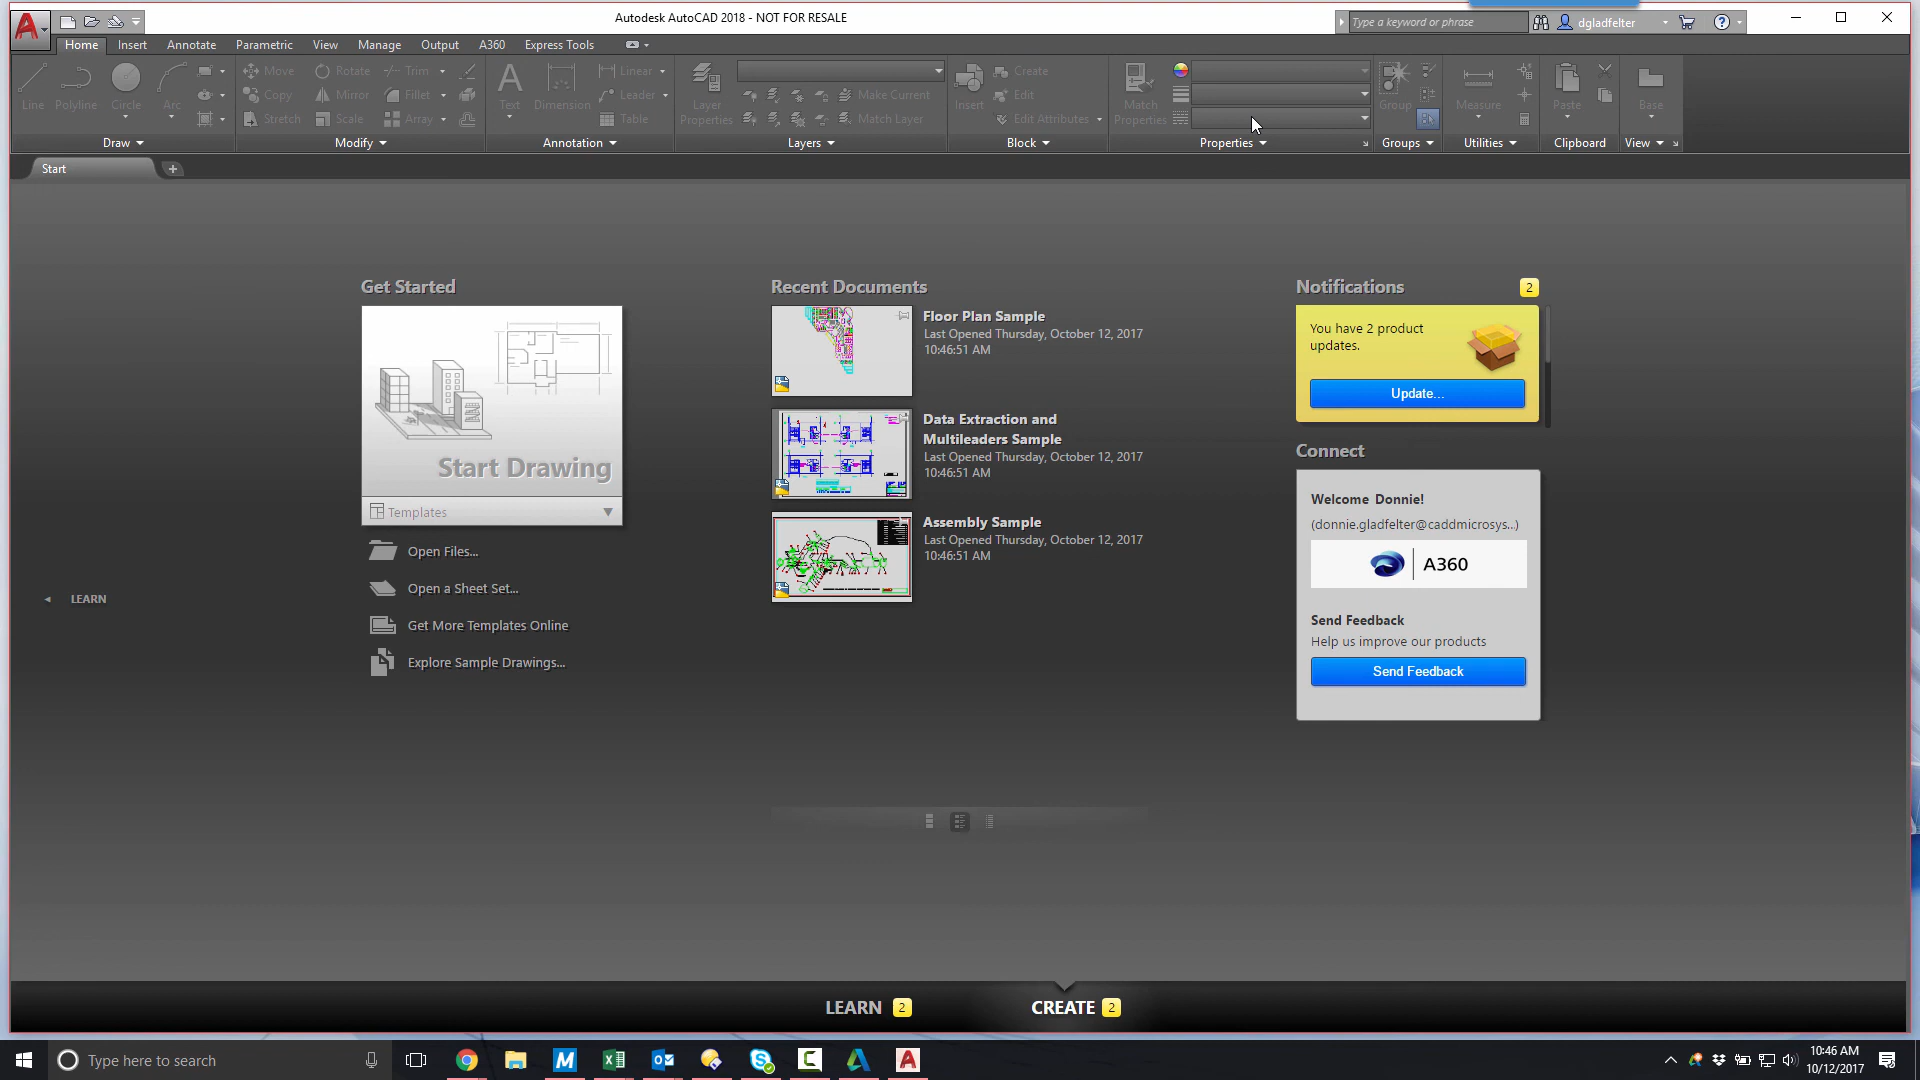 Autodesk AutoCAD 2018 - NOT FOR RESALE
Type a keyword or phrase
dgladfelter
Home Insert Annotate Parametric View Manage Output A360 Express Tools
Line Polyline Circle Arc
Move Rotate Trim
Copy Mirror Fillet
Stretch Scale Array
Text Dimension
Linear
Leader
Table
Layer Properties
Make Current
Match Layer
Insert
Create
Edit
Edit Attributes
Match Properties
Group
Measure
Paste
Base
Draw Modify Annotation Layers Block Properties Groups Utilities Clipboard View
Start
Get Started
Start Drawing
Templates
Open Files...
Open a Sheet Set...
Get More Templates Online
Explore Sample Drawings...
LEARN
Recent Documents
Floor Plan Sample
Last Opened Thursday, October 12, 2017
10:46:51 AM
Data Extraction and
Multileaders Sample
Last Opened Thursday, October 12, 2017
10:46:51 AM
Assembly Sample
Last Opened Thursday, October 12, 2017
10:46:51 AM
Notifications 2
You have 2 product
updates.
Update...
Connect
Welcome Donnie!
(donnie.gladfelter@caddmicrosys...)
A360
Send Feedback
Help us improve our products
Send Feedback
LEARN 2 CREATE 2
Type here to search
10:46 AM
10/12/2017